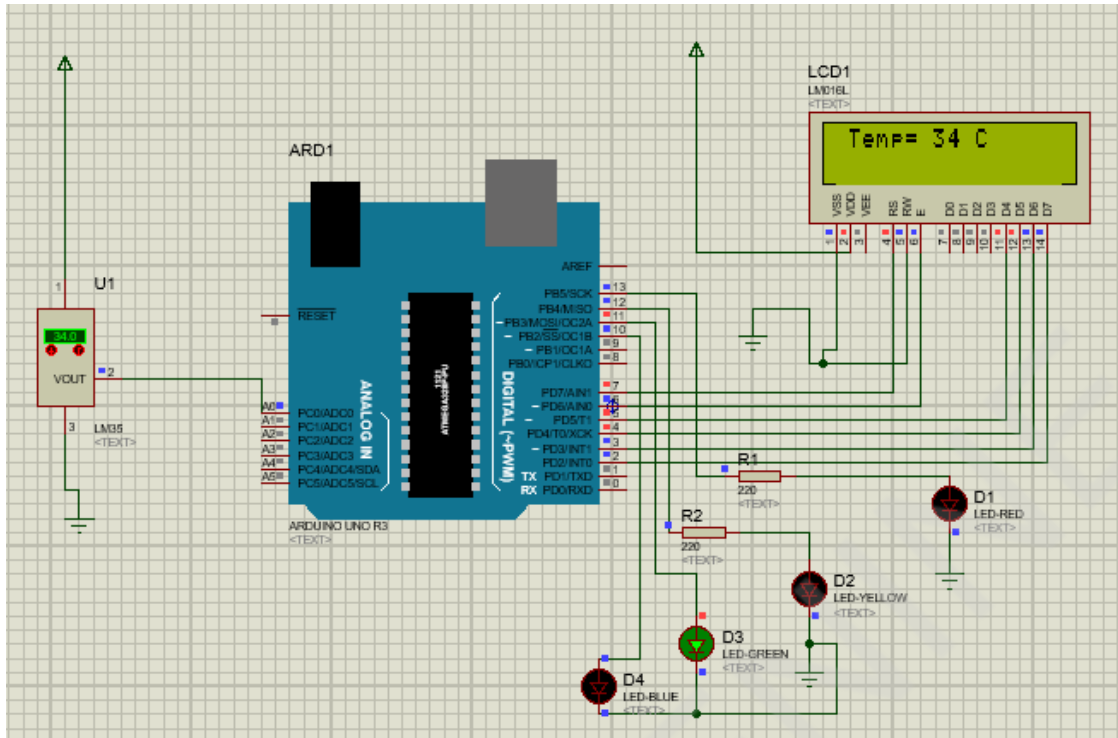 LCD1
LM016L
<TEXT>
Temp= 34 C
VSS
VDD
VEE
RS
RW
E
D0
D1
D2
D3
D4
D5
D6
D7
1
2
3
4
5
6
7
8
9
10
11
12
13
14
ARD1
U1
1
34.0
VOUT
2
3
LM35
<TEXT>
RESET
AREF
PB5/SCK 13
PB4/MISO 12
~PB3/MOSI/OC2A 11
~PB2/SS/OC1B 10
~PB1/OC1A 9
PB0/ICP1/CLKO 8
PD7/AIN1 7
~PD6/AIN0
~PD5/T1
PD4/T0/XCK 4
~PD3/INT1 3
PD2/INT0 2
TX PD1/TXD 1
RX PD0/RXD 0
DIGITAL (~PWM)
ANALOG IN
1121
A0 PC0/ADC0
A1 PC1/ADC1
A2 PC2/ADC2
A3 PC3/ADC3
A4 PC4/ADC4/SDA
A5 PC5/ADC5/SCL
ARDUINO UNO R3
<TEXT>
R1
220
<TEXT>
D1
LED-RED
<TEXT>
R2
220
<TEXT>
D2
LED-YELLOW
<TEXT>
D3
LED-GREEN
<TEXT>
D4
LED-BLUE
<TEXT>